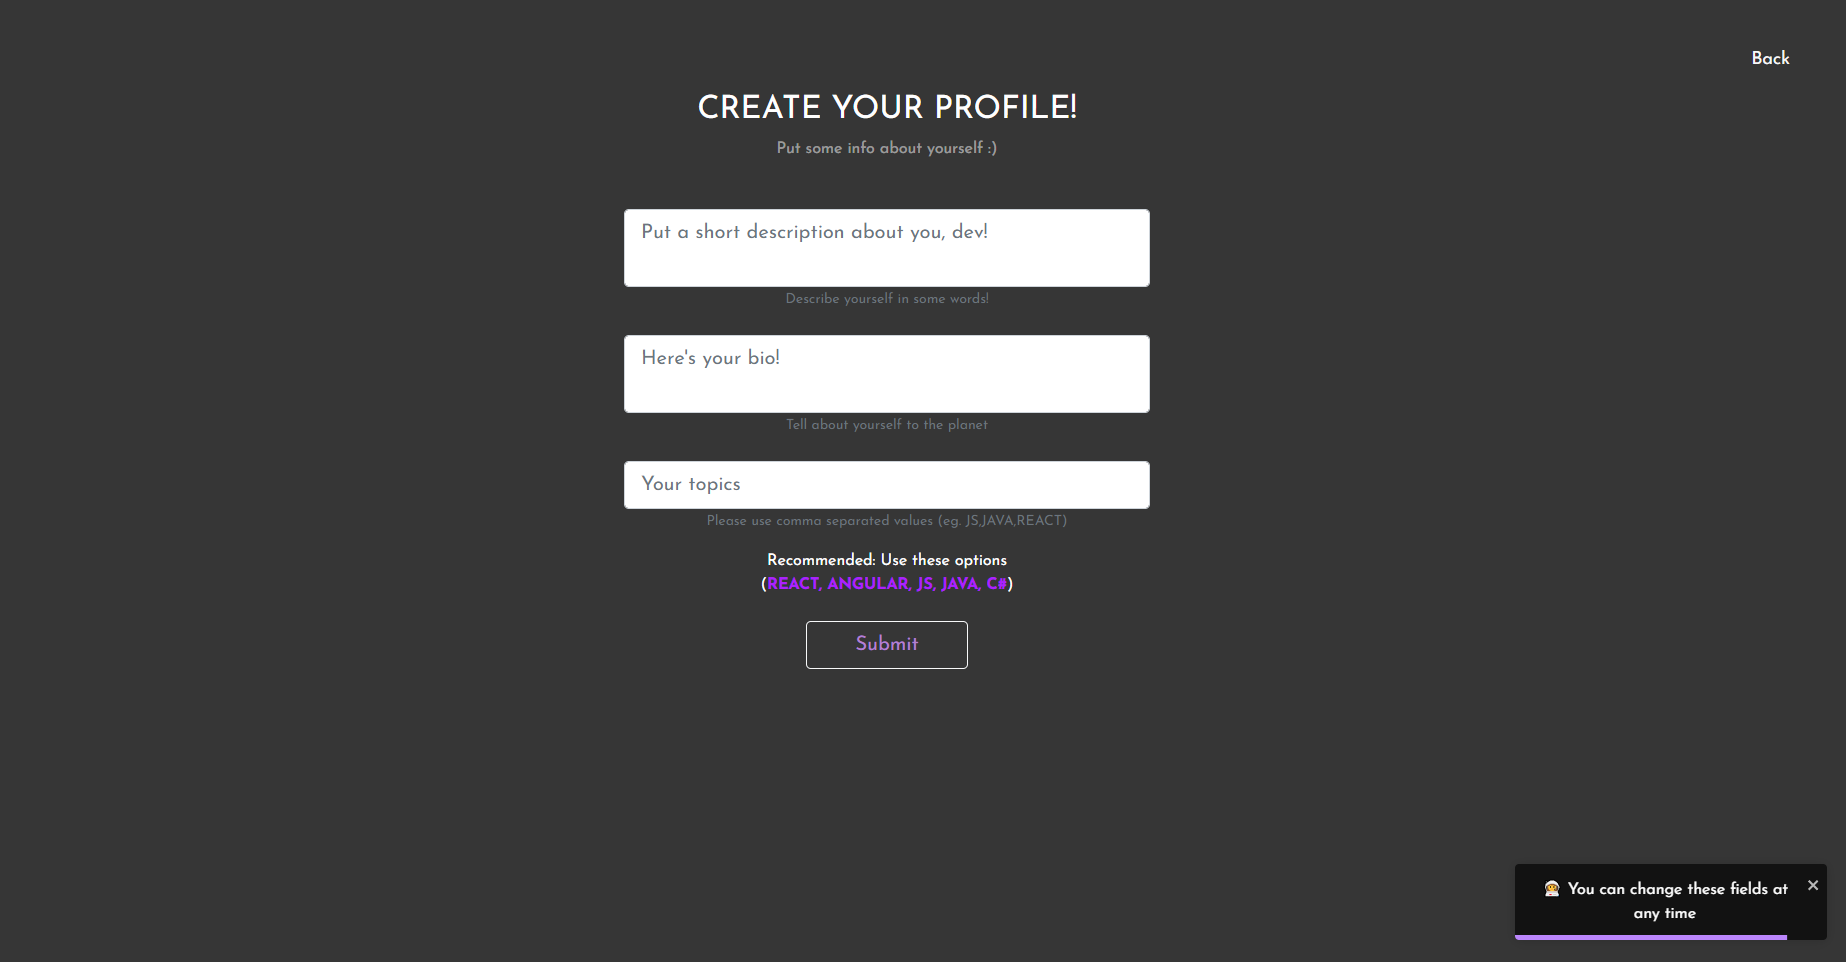 Back
CREATE YOUR PROFILE!
Put some info about yourself :)
Put a short description about you, dev!
Describe yourself in some words!
Here's your bio!
Tell about yourself to the planet
Your topics
Please use comma separated values (eg. JS,JAVA,REACT)
Recommended: Use these options
(REACT, ANGULAR, JS, JAVA, C#)
Submit
You can change these fields at
any time